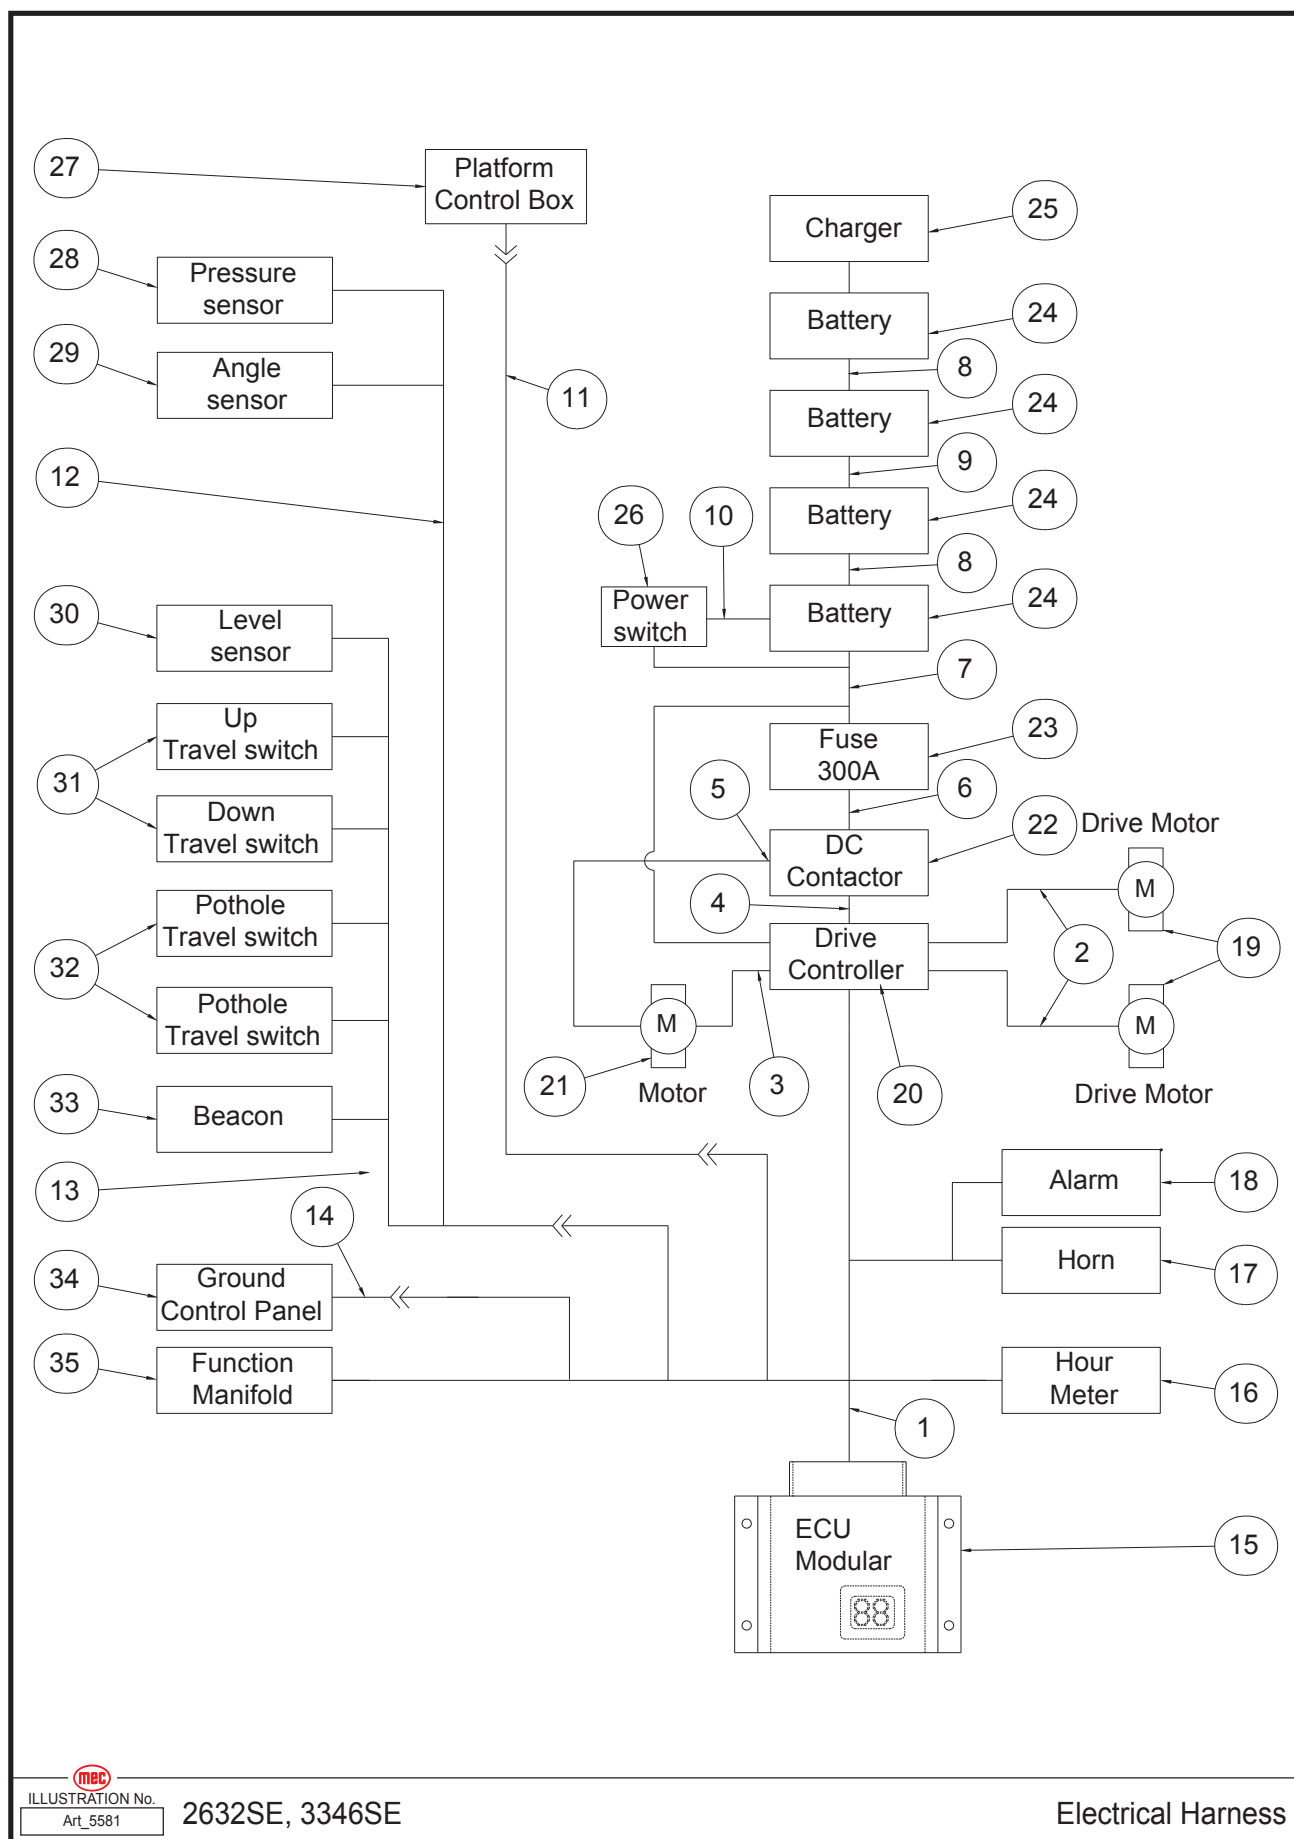 27
Platform
Control Box
25
Charger
28
Pressure
sensor
24
Battery
29
Angle
sensor
8
11
24
Battery
12
9
26
10
24
Battery
8
30
Level
sensor
Power
switch
24
Battery
7
31
Up
Travel switch
23
Fuse
300A
5
6
Down
Travel switch
22
Drive Motor
DC
Contactor
M
4
32
Pothole
Travel switch
Drive
Controller
2
19
Pothole
Travel switch
M
M
21
Motor
3
20
Drive Motor
33
Beacon
13
14
Alarm
18
34
Ground
Control Panel
Horn
17
35
Function
Manifold
Hour
Meter
16
1
ECU
Modular
88
15
mec
ILLUSTRATION No.
Art_5581
2632SE, 3346SE
Electrical Harness